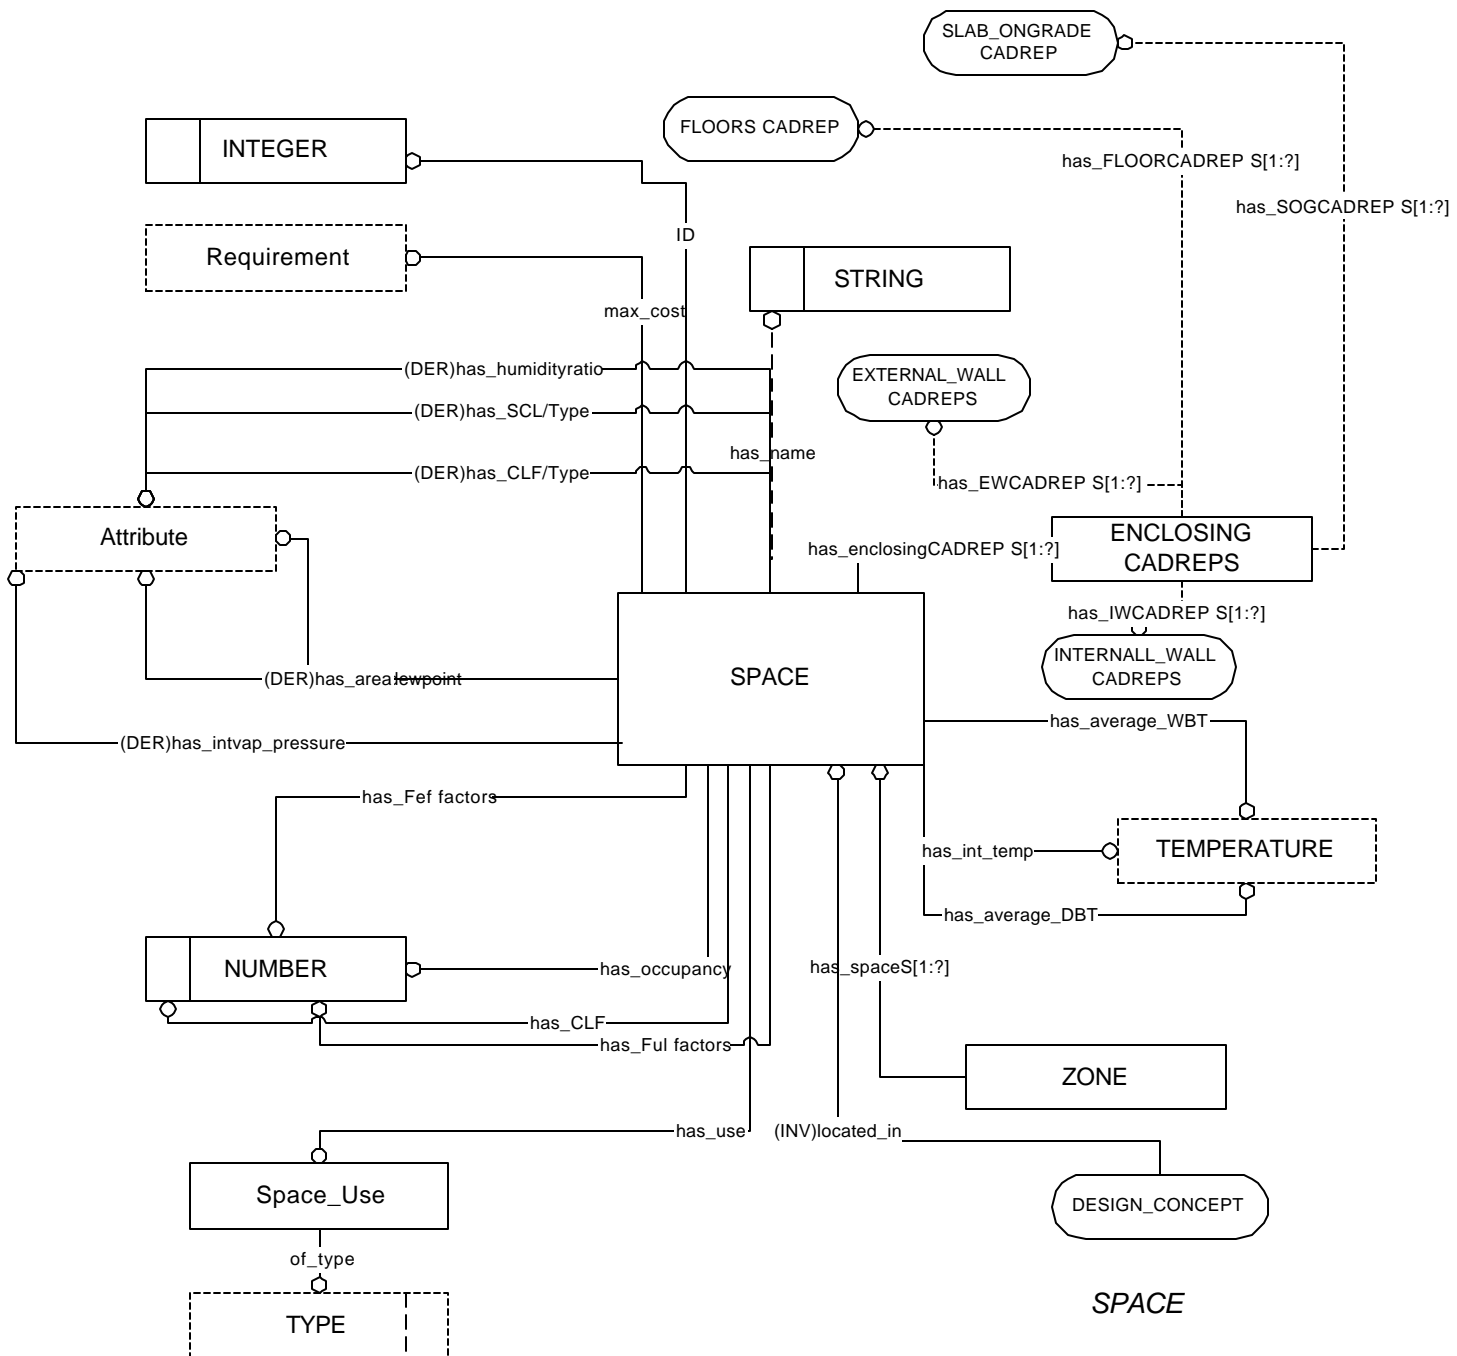 SLAB_ONGRADE
CADREP
FLOORS CADREP
INTEGER
has_FLOORCADREP S[1:?]
has_SOGCADREP S[1:?]
ID
Requirement
STRING
max_cost
(DER)has_humidityratio
EXTERNAL_WALL
CADREPS
(DER)has_SCL/Type
has_name
(DER)has_CLF/Type
has_EWCADREP S[1:?]
Attribute
ENCLOSING
CADREPS
has_enclosingCADREP S[1:?]
has_IWCADREP S[1:?]
INTERNALL_WALL
CADREPS
SPACE
(DER)has_area
has_average_WBT
(DER)has_intvap_pressure
has_Fef factors
has_int_temp
TEMPERATURE
has_average_DBT
NUMBER
has_occupancy
has_spaceS[1:?]
has_CLF
has_Ful factors
ZONE
has_use
(INV)located_in
Space_Use
DESIGN_CONCEPT
of_type
SPACE
TYPE